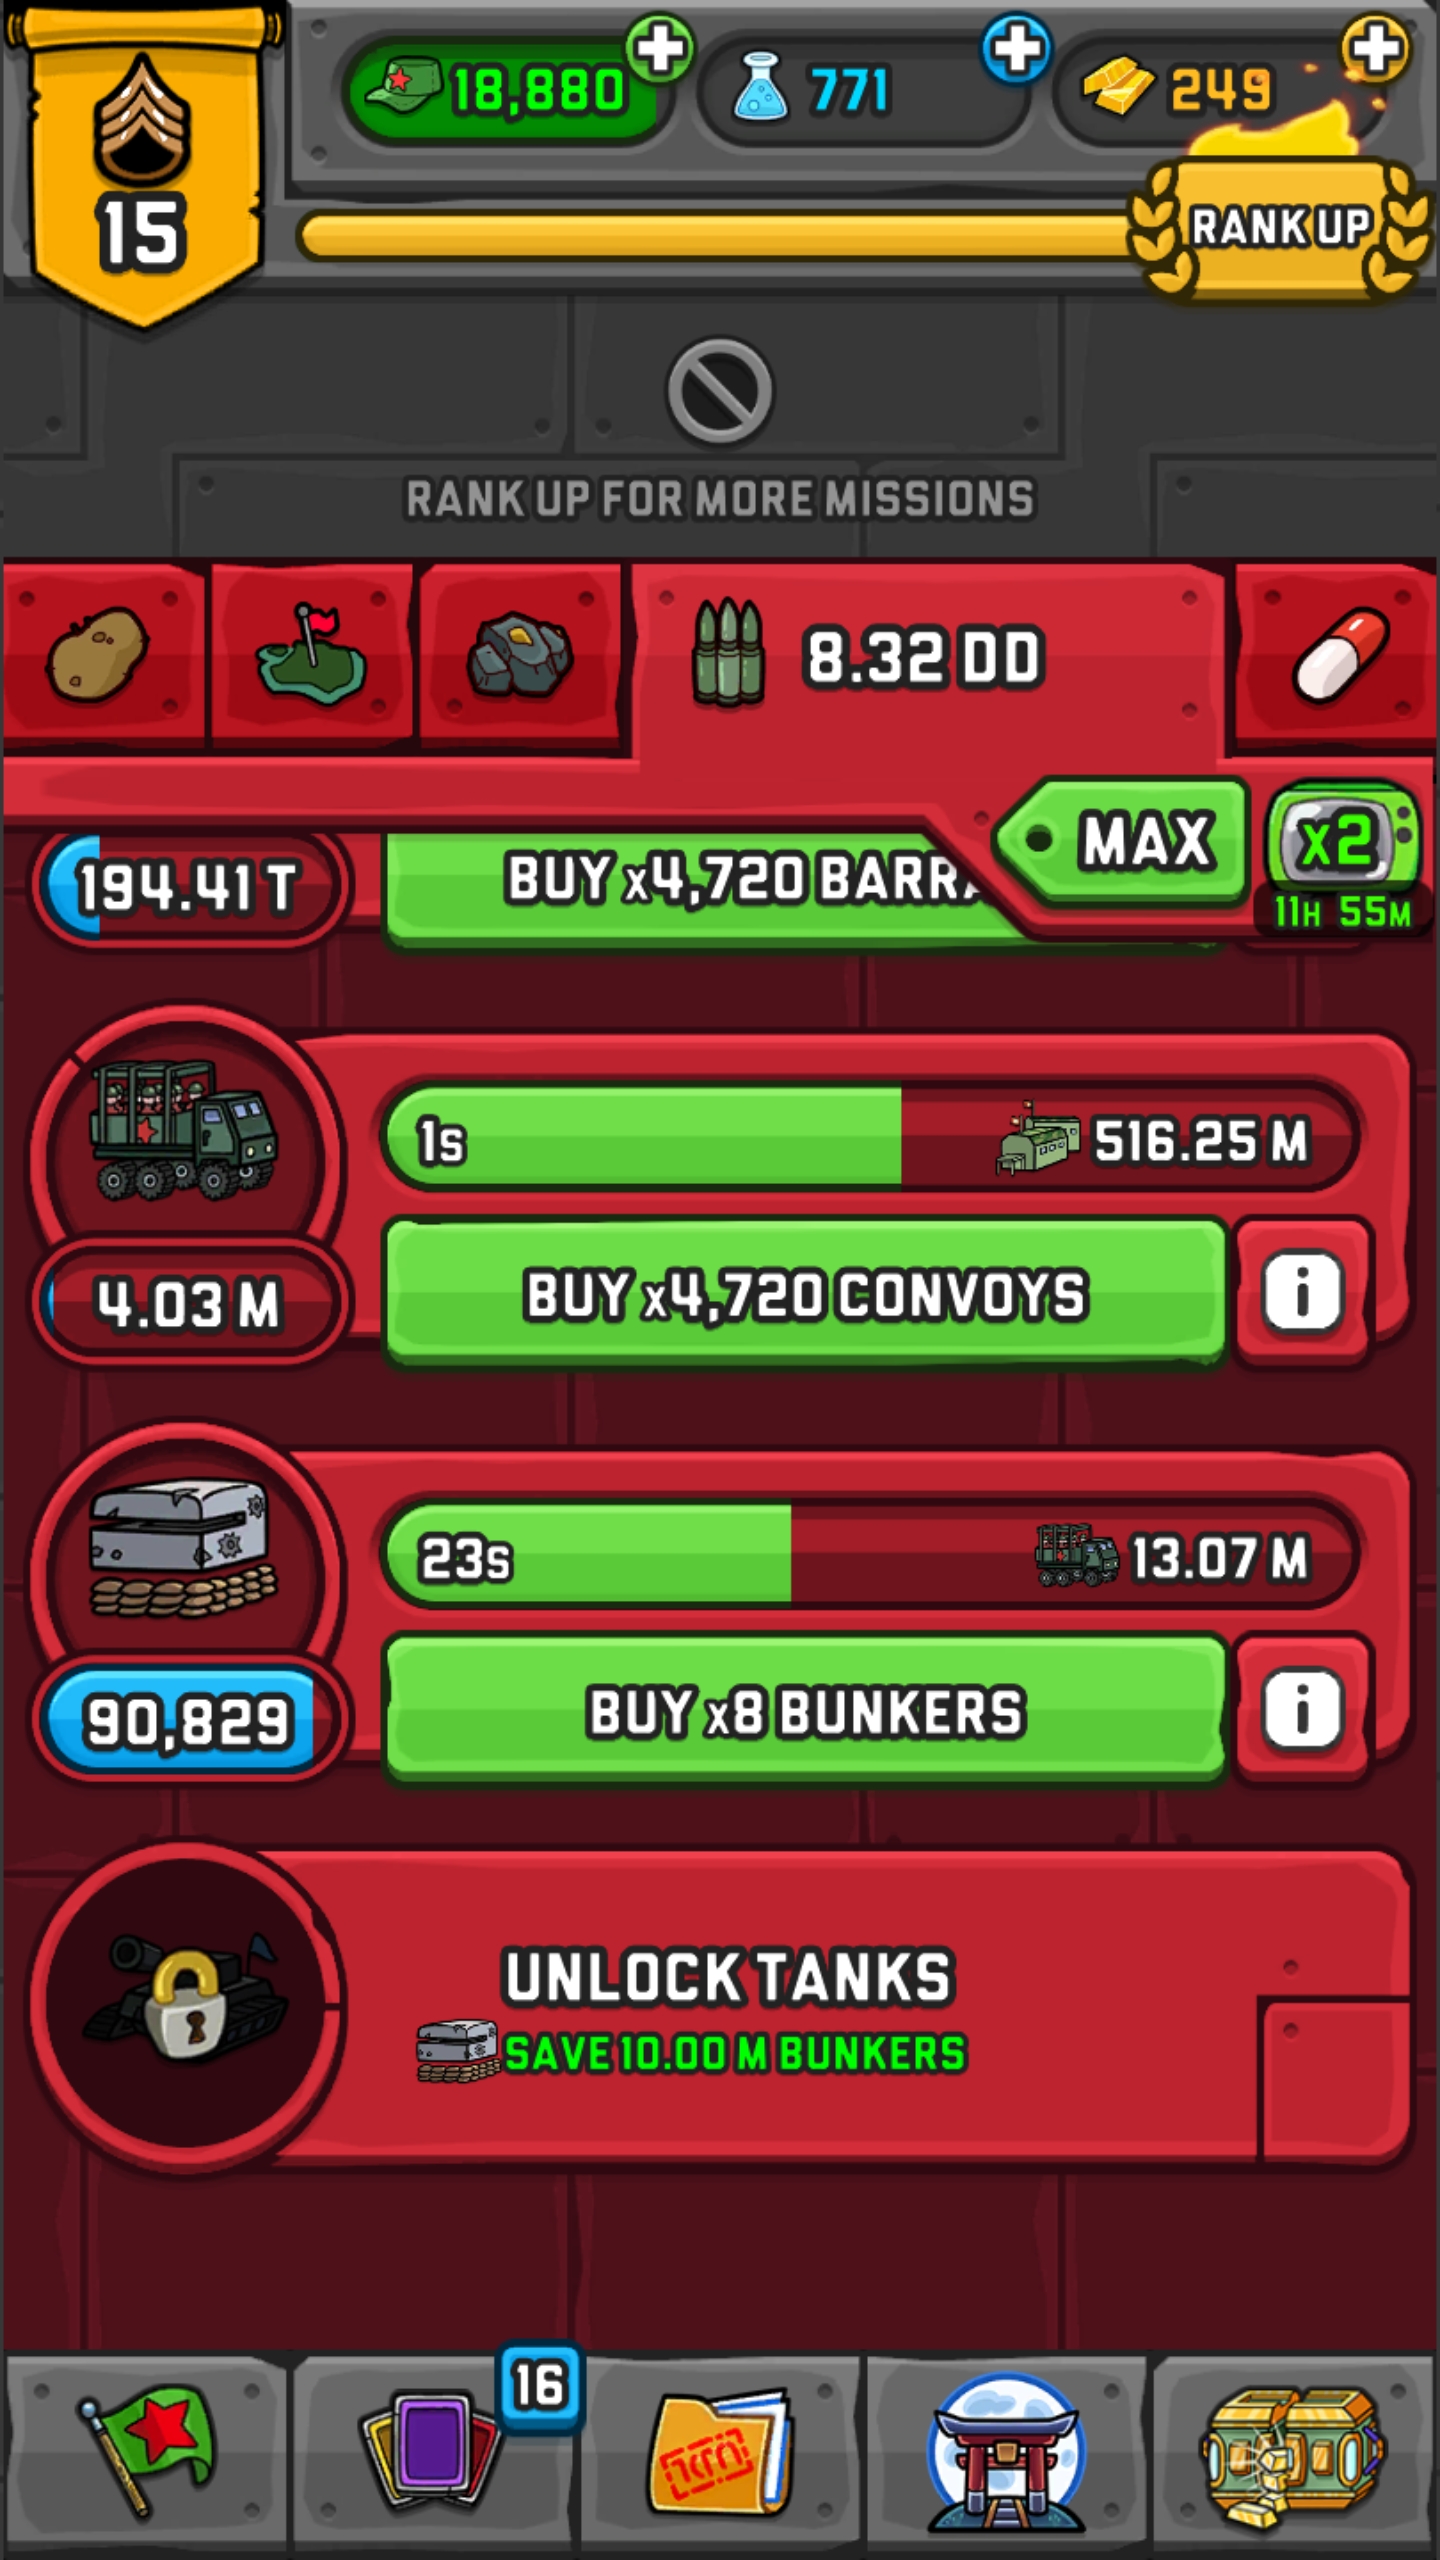 18,880
771
249
15
RANK UP
RANK UP FOR MORE MISSIONS
8.32 DD
MAX
x2
11H 55M
194.41 T
BUY x4,720 BARRA
1s
516.25 M
4.03 M
BUY x4,720 CONVOYS
23s
13.07 M
90,829
BUY x8 BUNKERS
UNLOCK TANKS
SAVE 10.00 M BUNKERS
16